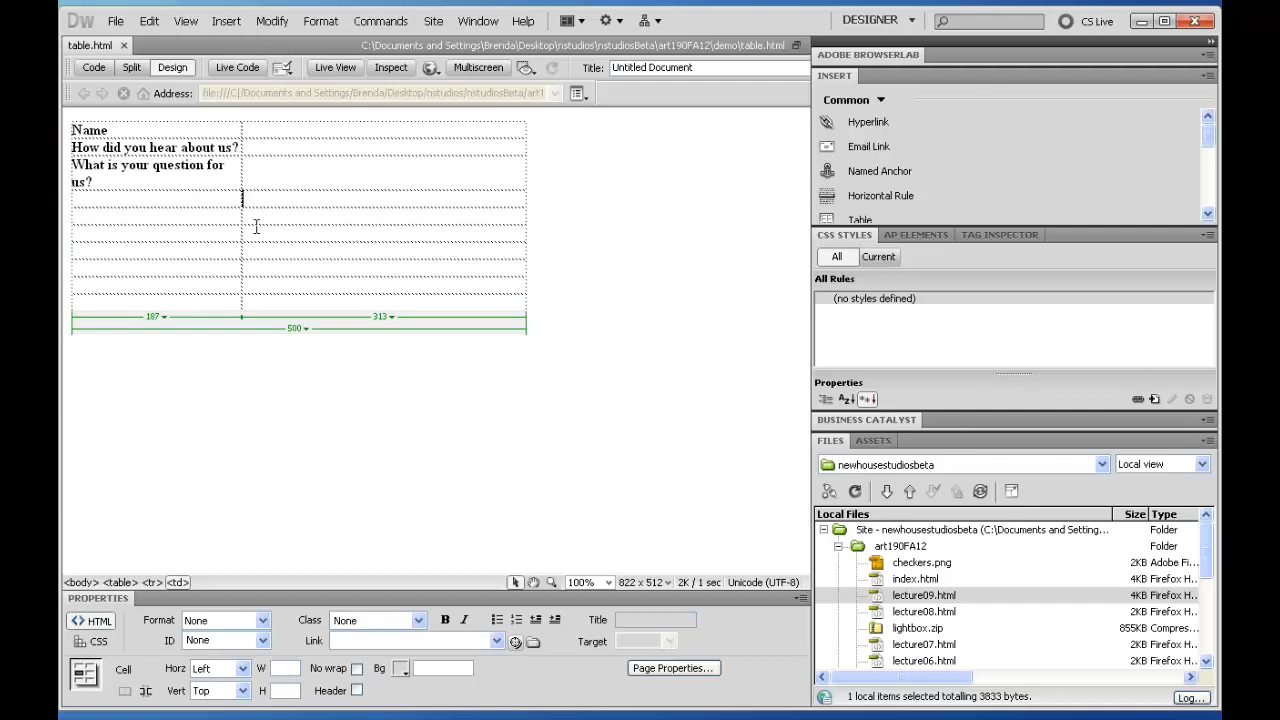 Dw File Edit View Insert Modify Format Commands Site Window Help DESIGNER CS Live
table.html C:\Documents and Settings\Brenda\Desktop\nstudios\nstudiosBeta\art190FA12\demo\table.html
Code Split Design Live Code Live View Inspect Multiscreen Title: Untitled Document
Address: file:///C|/Documents and Settings/Brenda/Desktop/nstudios/nstudiosBeta/art1
Name
How did you hear about us?
What is your question for
us?
187 313
500
<body> <table> <tr> <td> 100% 822 x 512 2K / 1 sec Unicode (UTF-8)
PROPERTIES
HTML Format None Class None B I Title
CSS ID None Link Target
Cell Horz Left W No wrap Bg Page Properties...
Vert Top H Header
ADOBE BROWSERLAB
INSERT
Common
Hyperlink
Email Link
Named Anchor
Horizontal Rule
Table
CSS STYLES AP ELEMENTS TAG INSPECTOR
All Current
All Rules
(no styles defined)
Properties
BUSINESS CATALYST
FILES ASSETS
newhousestudiosbeta Local view
Local Files Size Type
Site - newhousestudiosbeta (C:\Documents and Setting... Folder
art190FA12 Folder
checkers.png 2KB Adobe Fi...
index.html 4KB Firefox H...
lecture09.html 4KB Firefox H...
lecture08.html 2KB Firefox H...
lightbox.zip 855KB Compres...
lecture07.html 2KB Firefox H...
lecture06.html 2KB Firefox H...
1 local items selected totalling 3833 bytes. Log...